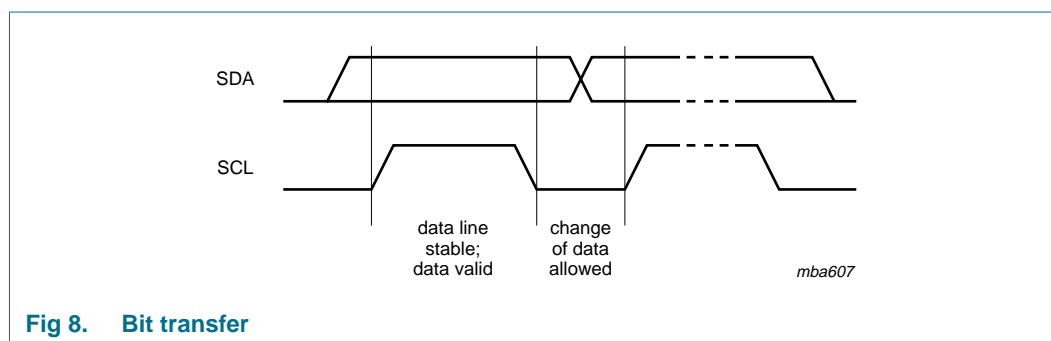 SDA
SCL
data line
stable;
data valid
change
of data
allowed
mba607
Fig 8. Bit transfer